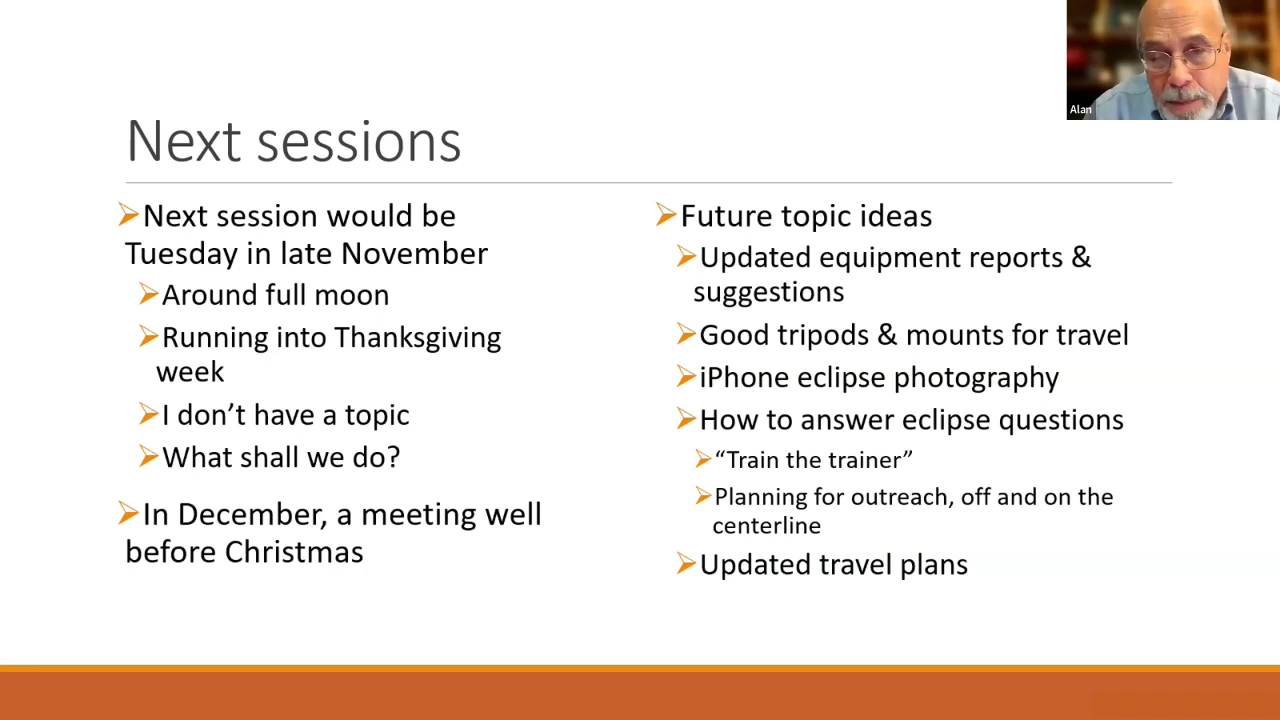 Alan
Next sessions
Next session would be
Tuesday in late November
Around full moon
Running into Thanksgiving
week
I don’t have a topic
What shall we do?
In December, a meeting well
before Christmas
Future topic ideas
Updated equipment reports &
suggestions
Good tripods & mounts for travel
iPhone eclipse photography
How to answer eclipse questions
“Train the trainer”
Planning for outreach, off and on the
centerline
Updated travel plans